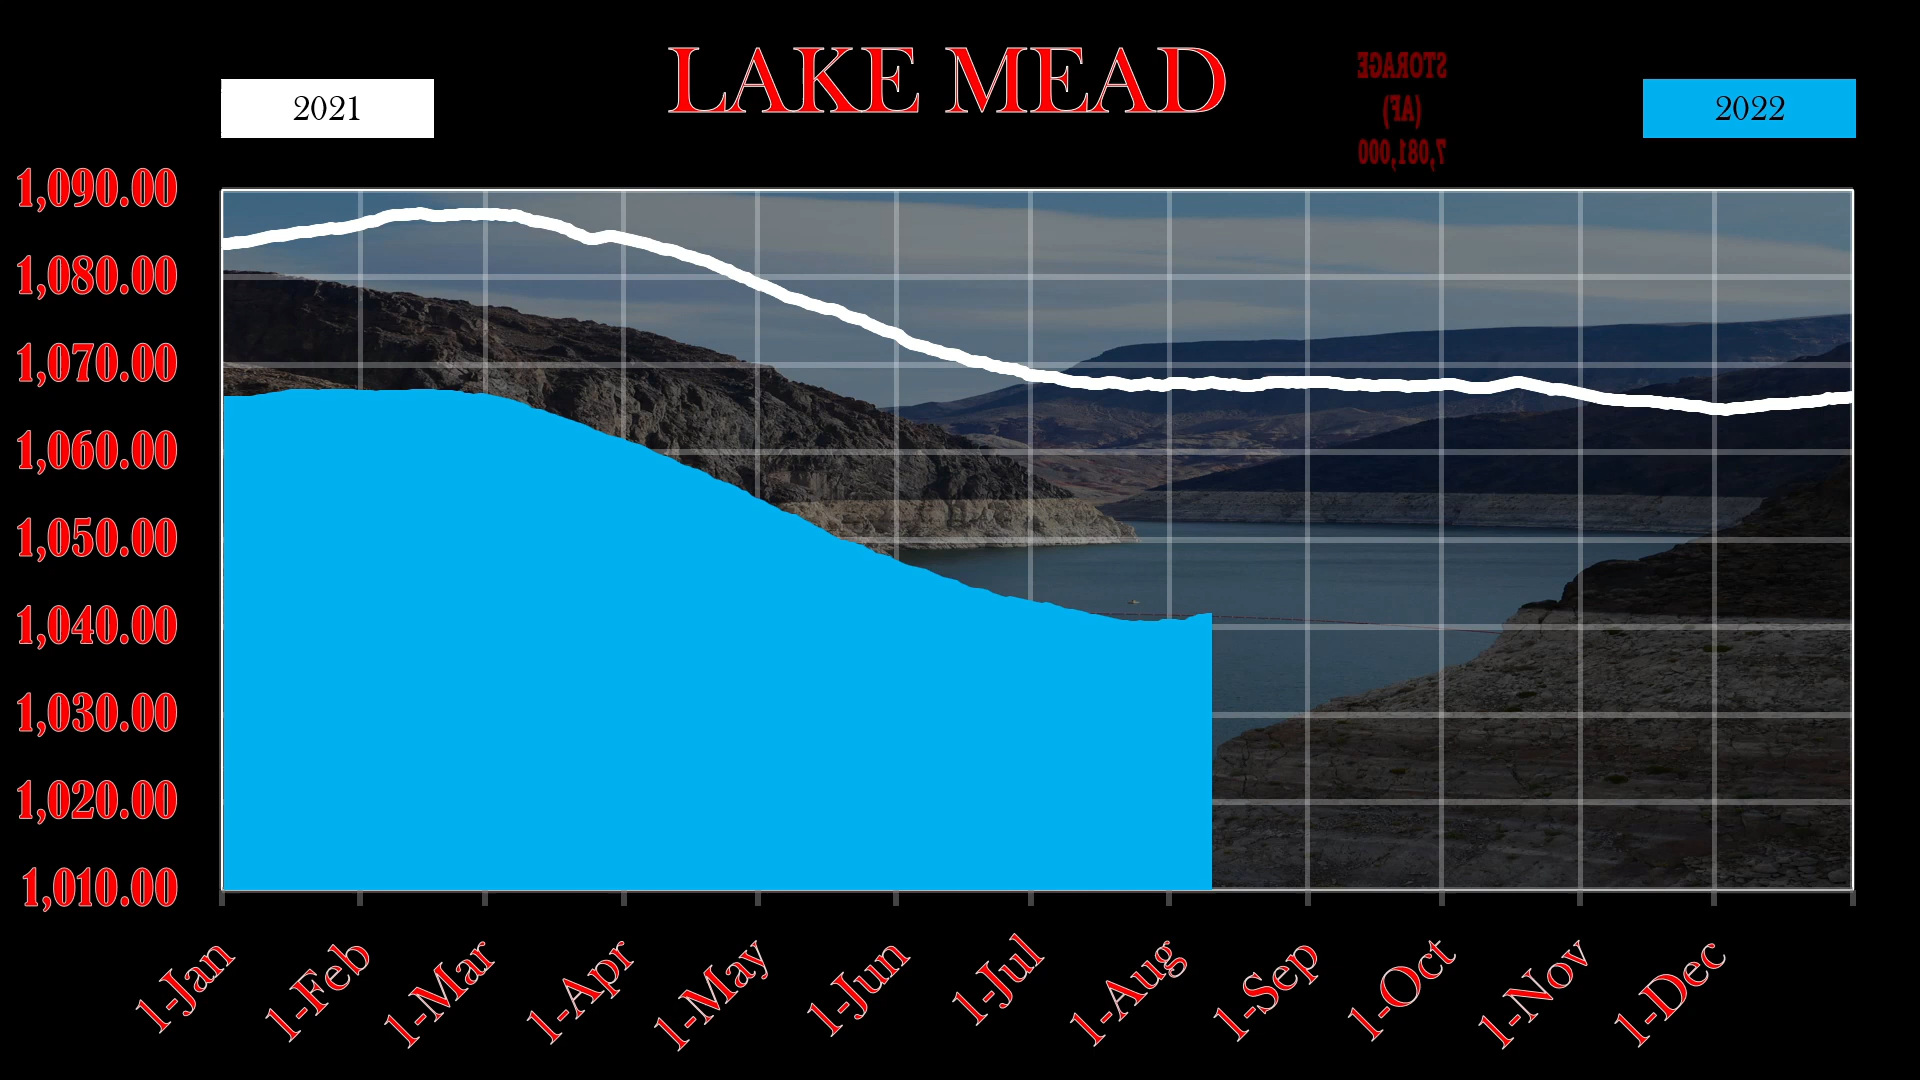 LAKE MEAD
STORAGE
(AF)
7,081,000
2021
2022
1,090.00
1,080.00
1,070.00
1,060.00
1,050.00
1,040.00
1,030.00
1,020.00
1,010.00
1-Jan
1-Feb
1-Mar
1-Apr
1-May
1-Jun
1-Jul
1-Aug
1-Sep
1-Oct
1-Nov
1-Dec